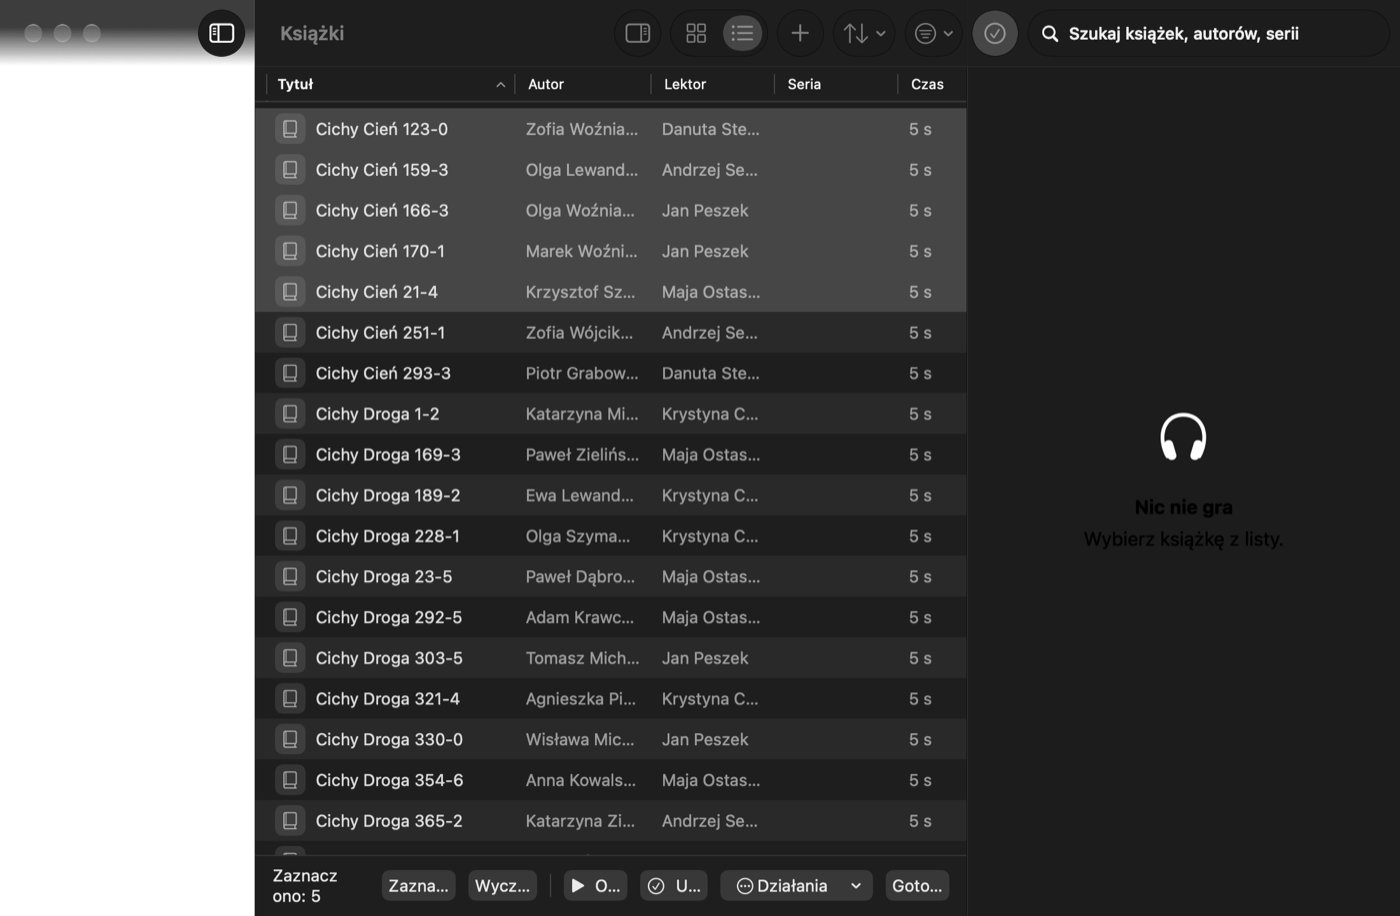 Książki
Szukaj książek, autorów, serii
Tytuł Autor Lektor Seria Czas
Cichy Cień 123-0 Zofia Woźnia... Danuta Ste... 5 s
Cichy Cień 159-3 Olga Lewand... Andrzej Se... 5 s
Cichy Cień 166-3 Olga Woźnia... Jan Peszek 5 s
Cichy Cień 170-1 Marek Woźni... Jan Peszek 5 s
Cichy Cień 21-4 Krzysztof Sz... Maja Ostas... 5 s
Cichy Cień 251-1 Zofia Wójcik... Andrzej Se... 5 s
Cichy Cień 293-3 Piotr Grabow... Danuta Ste... 5 s
Cichy Droga 1-2 Katarzyna Mi... Krystyna C... 5 s
Cichy Droga 169-3 Paweł Zielińs... Maja Ostas... 5 s
Cichy Droga 189-2 Ewa Lewand... Krystyna C... 5 s
Cichy Droga 228-1 Olga Szyma... Krystyna C... 5 s
Cichy Droga 23-5 Paweł Dąbro... Maja Ostas... 5 s
Cichy Droga 292-5 Adam Krawc... Maja Ostas... 5 s
Cichy Droga 303-5 Tomasz Mich... Jan Peszek 5 s
Cichy Droga 321-4 Agnieszka Pi... Krystyna C... 5 s
Cichy Droga 330-0 Wisława Mic... Jan Peszek 5 s
Cichy Droga 354-6 Anna Kowals... Maja Ostas... 5 s
Cichy Droga 365-2 Katarzyna Zi... Andrzej Se... 5 s
Nic nie gra
Wybierz książkę z listy.
Zaznacz
ono: 5
Zazna... Wycz... O... U... Działania Goto...